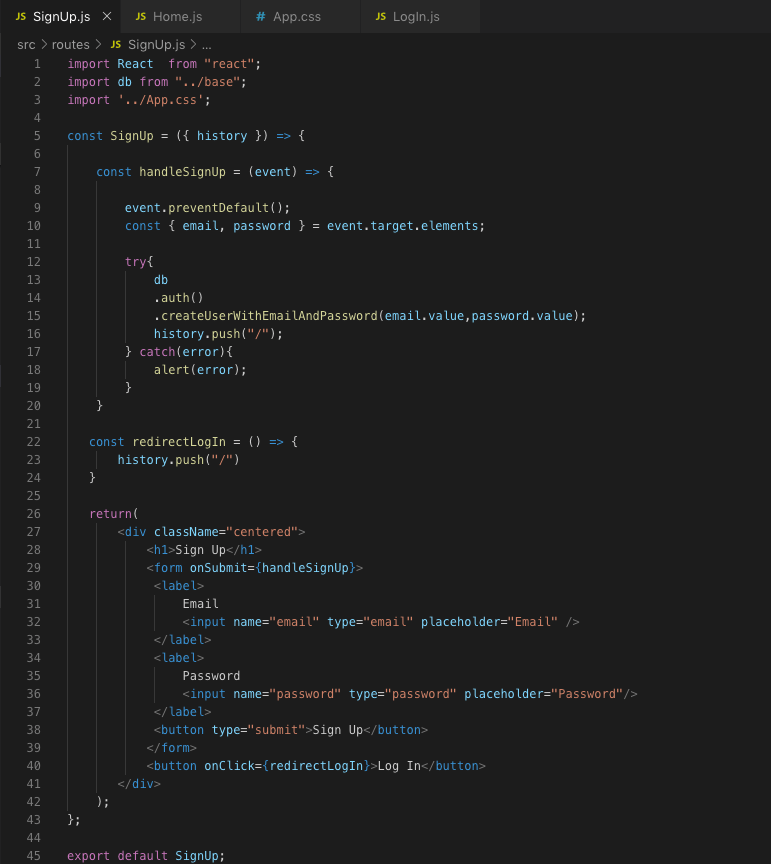 JS SignUp.js × JS Home.js # App.css JS LogIn.js
src > routes > JS SignUp.js > ...
1 import React  from "react";
2 import db from "../base";
3 import '../App.css';
4
5 const SignUp = ({ history }) => {
6
7     const handleSignUp = (event) => {
8
9         event.preventDefault();
10         const { email, password } = event.target.elements;
11
12         try{
13             db
14             .auth()
15             .createUserWithEmailAndPassword(email.value,password.value);
16             history.push("/");
17         } catch(error){
18             alert(error);
19         }
20     }
21
22    const redirectLogIn = () => {
23        history.push("/")
24    }
25
26    return(
27        <div className="centered">
28            <h1>Sign Up</h1>
29            <form onSubmit={handleSignUp}>
30             <label>
31                 Email
32                 <input name="email" type="email" placeholder="Email" />
33             </label>
34             <label>
35                 Password
36                 <input name="password" type="password" placeholder="Password"/>
37             </label>
38             <button type="submit">Sign Up</button>
39            </form>
40            <button onClick={redirectLogIn}>Log In</button>
41        </div>
42     );
43 };
44
45 export default SignUp;